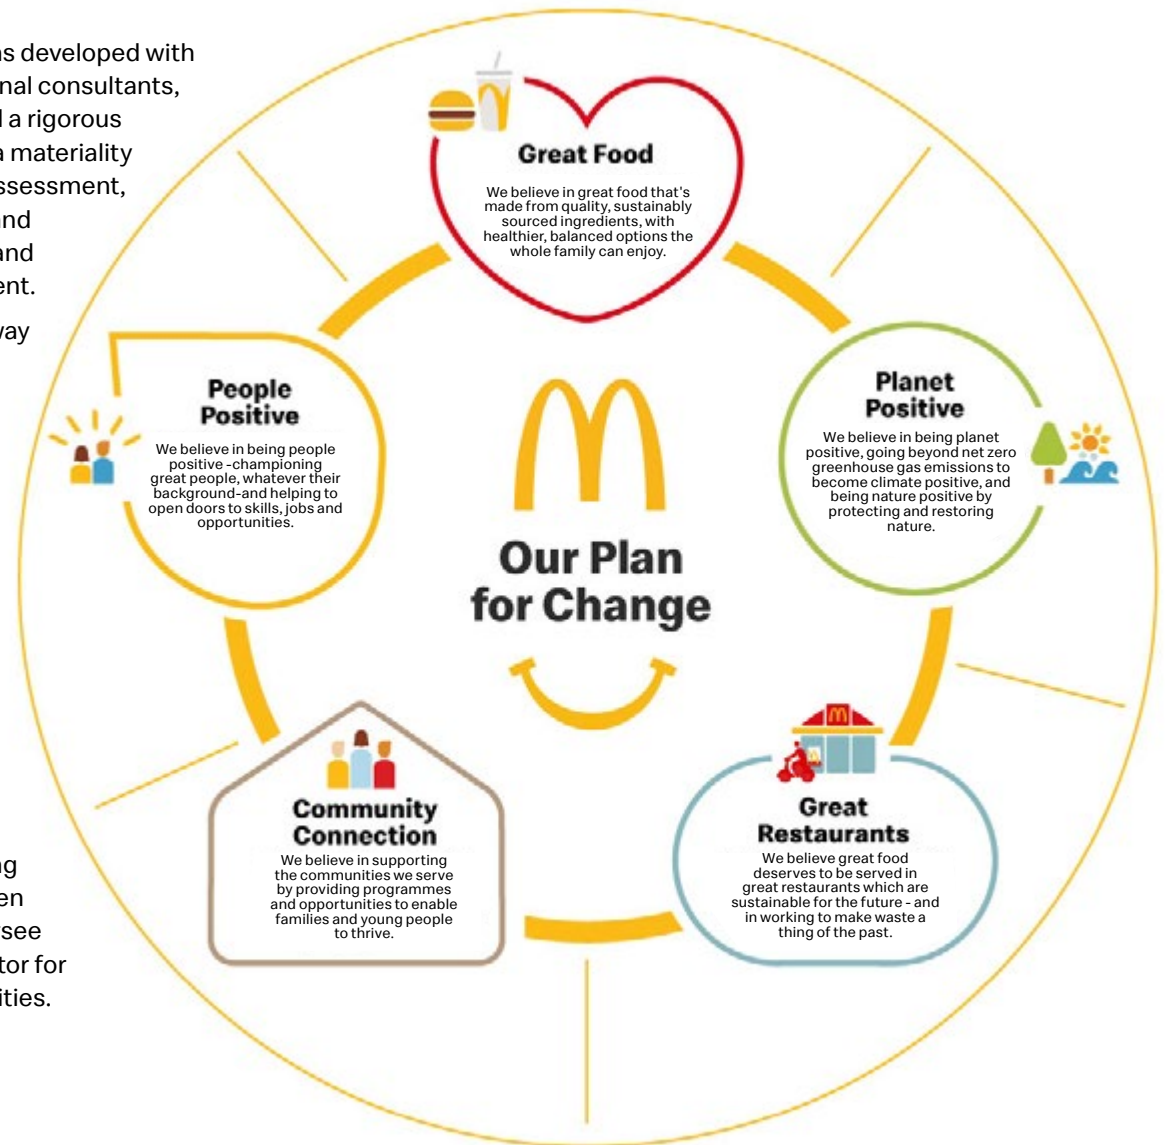 as developed with
nal consultants,
a rigorous
a materiality
ssessment,
and
and
ent.
way
ng
en
see
tor for
ities.
Great Food
We believe in great food that's
made from quality, sustainably
sourced ingredients, with
healthier, balanced options the
whole family can enjoy.
People
Positive
We believe in being people
positive -championing
great people, whatever their
background-and helping to
open doors to skills, jobs and
opportunities.
Planet
Positive
We believe in being planet
positive, going beyond net zero
greenhouse gas emissions to
become climate positive, and
being nature positive by
protecting and restoring
nature.
Our Plan
for Change
Community
Connection
We believe in supporting
the communities we serve
by providing programmes
and opportunities to enable
families and young people
to thrive.
Great
Restaurants
We believe great food
deserves to be served in
great restaurants which are
sustainable for the future - and
in working to make waste a
thing of the past.